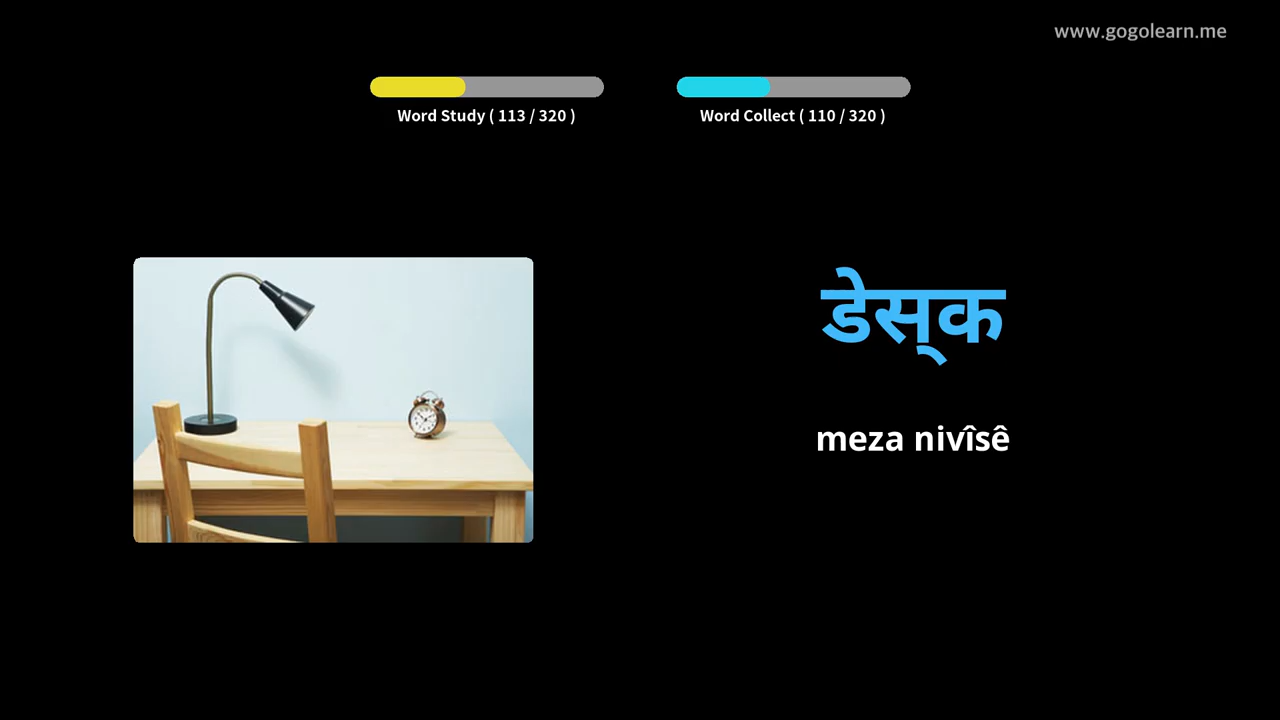 www.gogolearn.me
Word Study ( 113 / 320 )
Word Collect ( 110 / 320 )
डेस्‌क
meza nivîsê